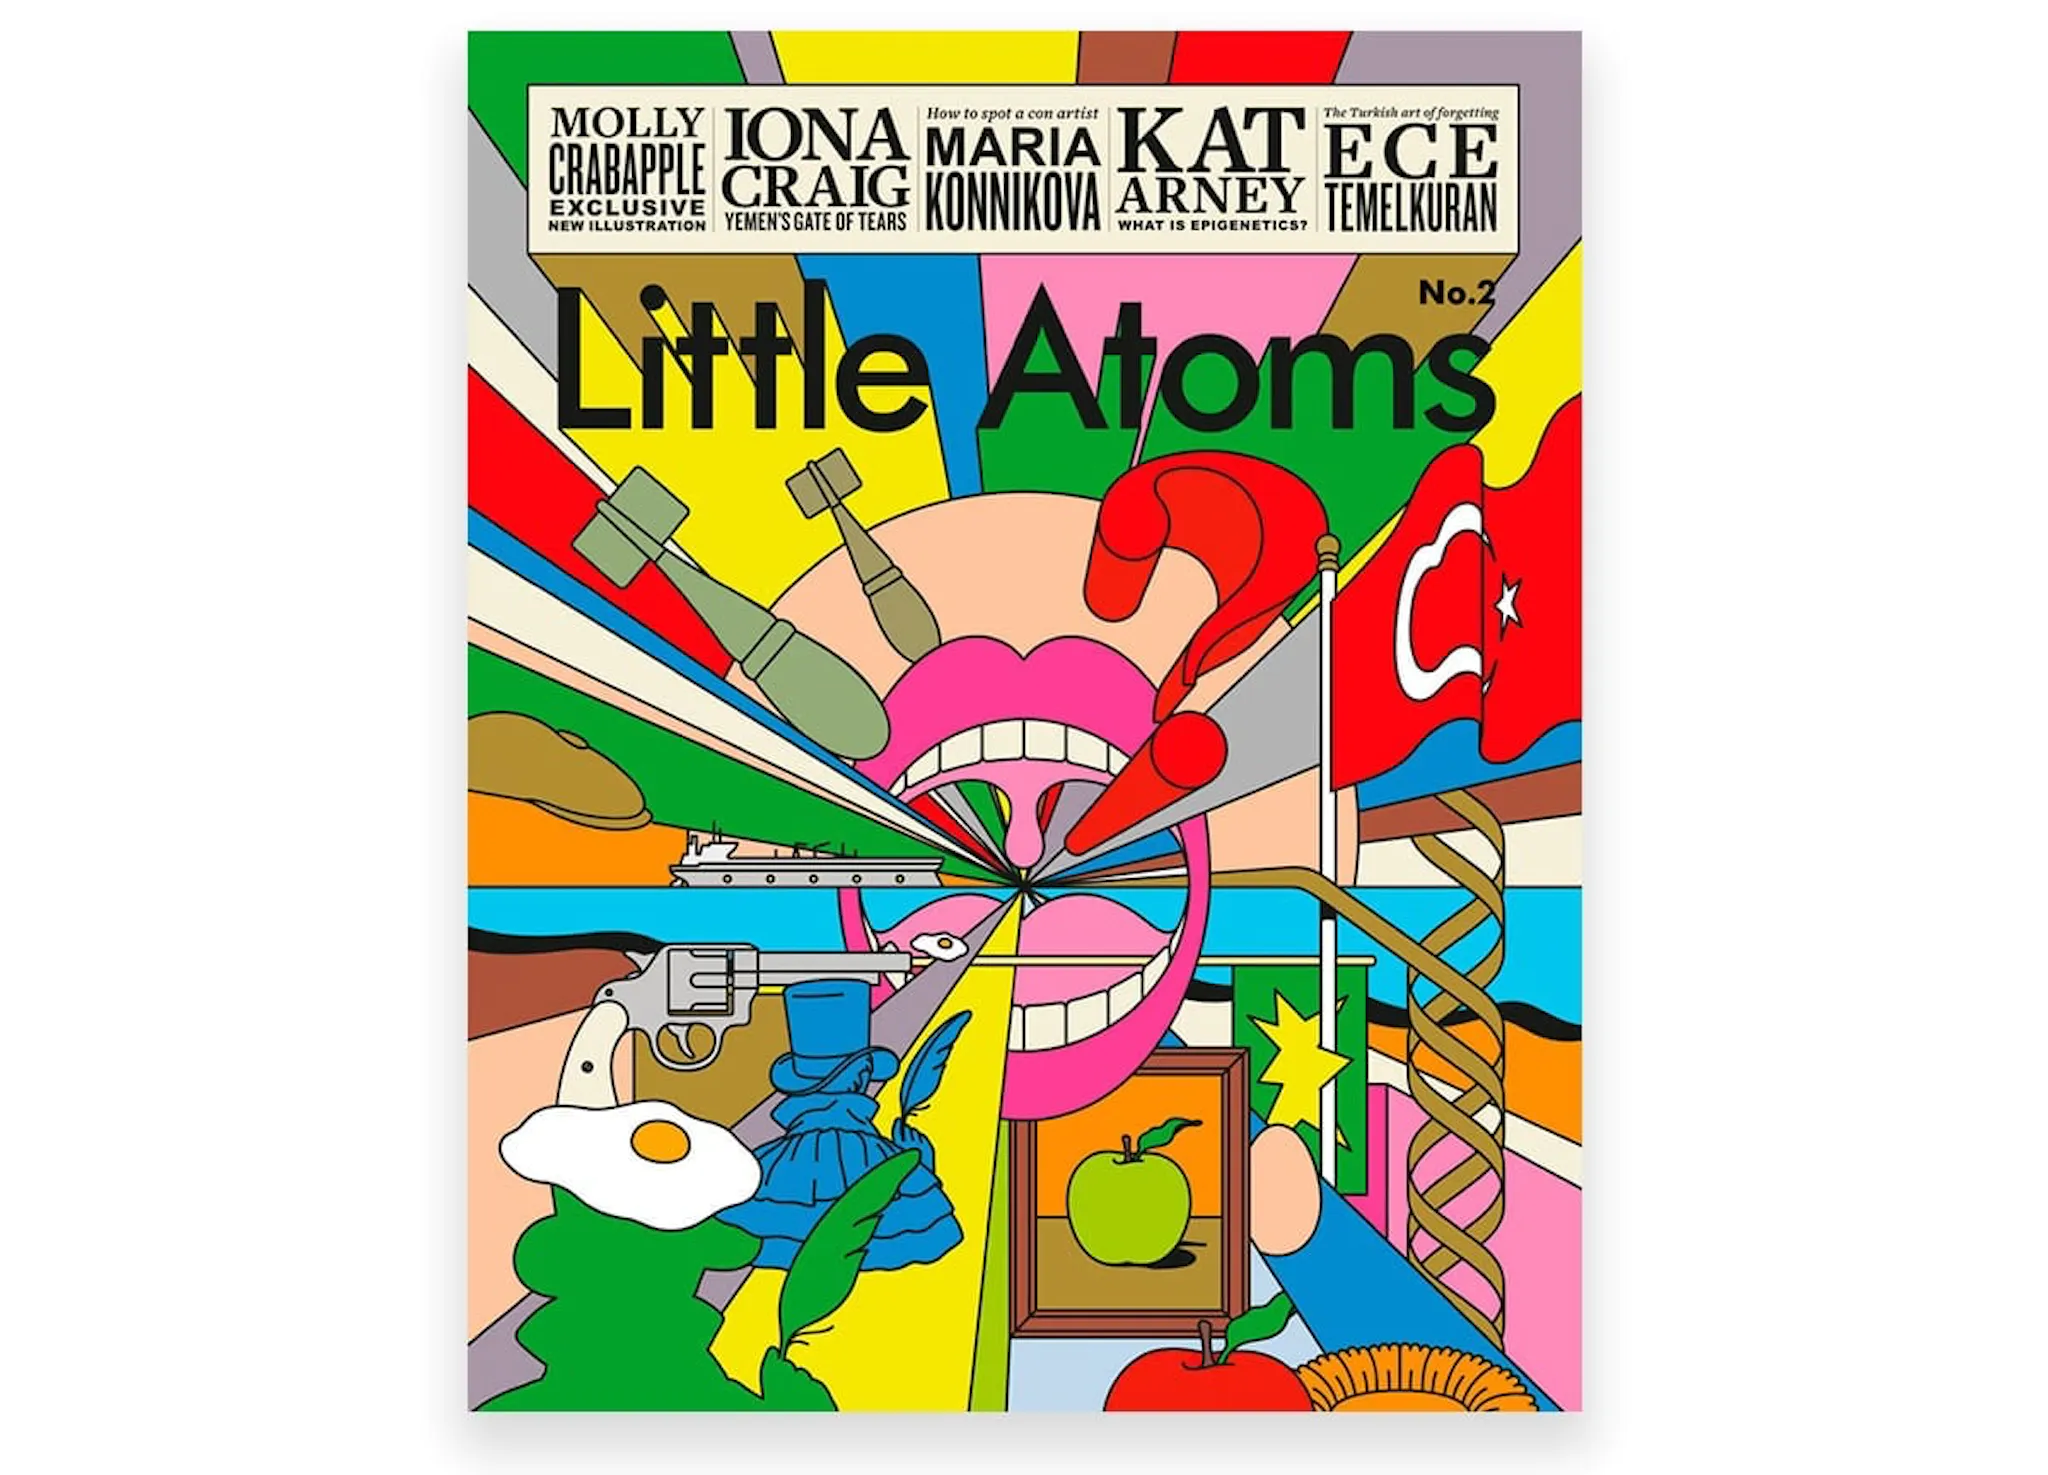 MOLLY
CRABAPPLE
EXCLUSIVE
NEW ILLUSTRATION
IONA
CRAIG
YEMEN'S GATE OF TEARS
How to spot a con artist
MARIA
KONNIKOVA
KAT
ARNEY
WHAT IS EPIGENETICS?
The Turkish art of forgetting
ECE
TEMELKURAN
No.2
Little Atoms